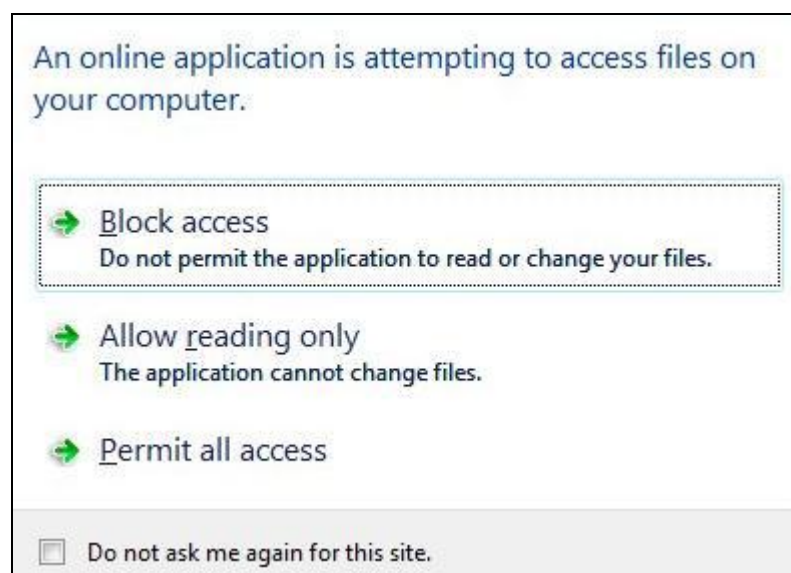 An online application is attempting to access files on
your computer.
Block access
Do not permit the application to read or change your files.
Allow reading only
The application cannot change files.
Permit all access
Do not ask me again for this site.